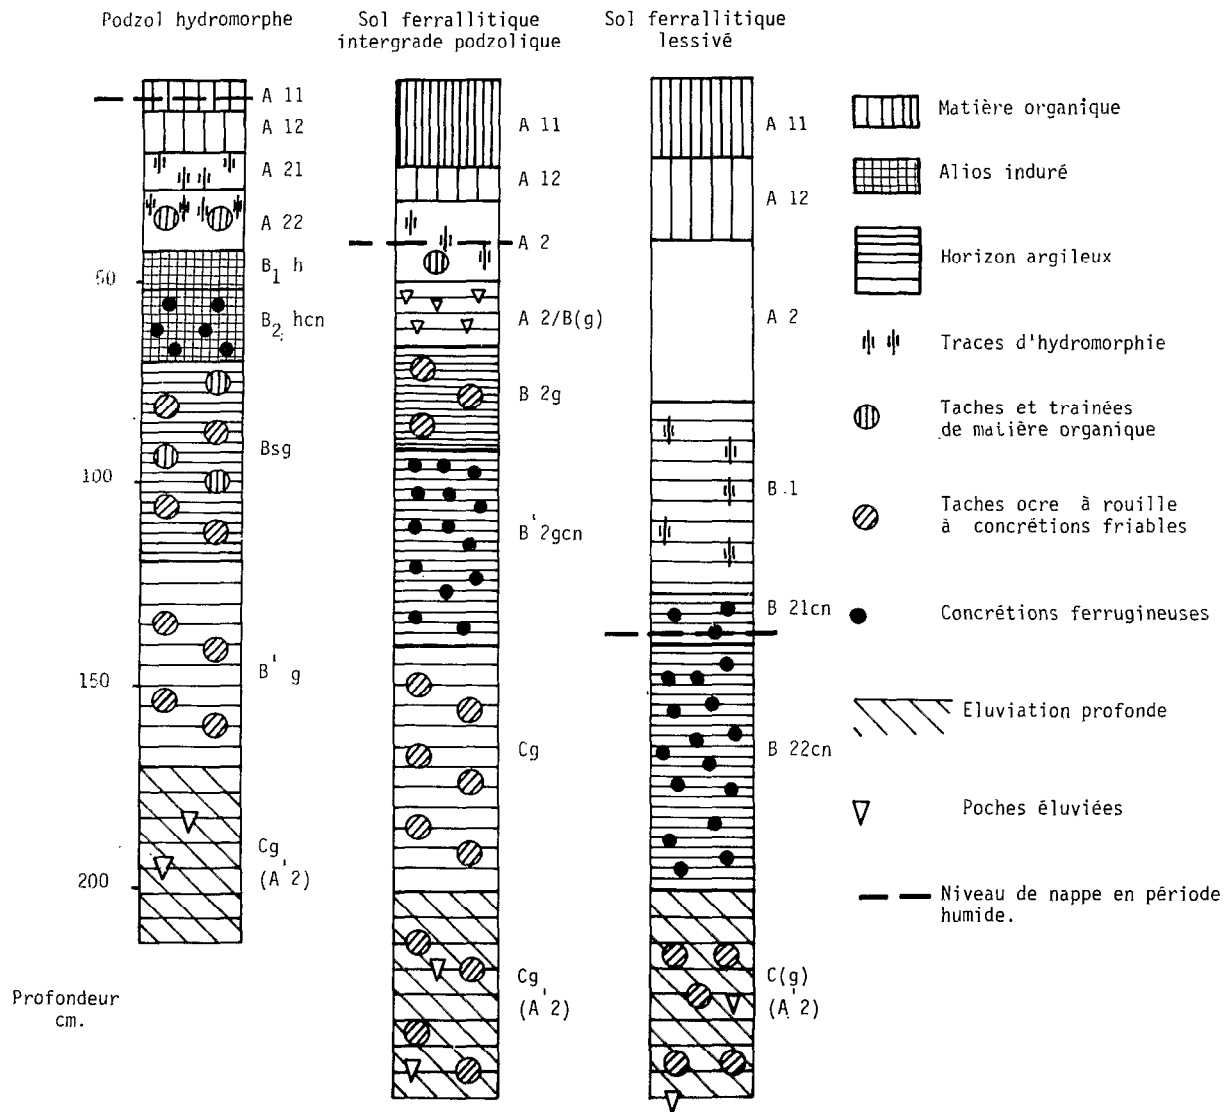 Podzol hydromorphe
Sol ferrallitique
intergrade podzolique
Sol ferrallitique
lessivé
A 11
A 12
A 21
A 22
B1 h
B2 hcn
Bsg
B' g
Cg
(A'2)
50
100
150
200
Profondeur
cm.
A 11
A 12
A 2
A 2/B(g)
B 2g
B'2gcn
Cg
Cg
(A'2)
A 11
A 12
A 2
B.1
B 21cn
B 22cn
C(g)
(A'2)
Matière organique
Alios induré
Horizon argileux
Traces d'hydromorphie
Taches et trainées
de matière organique
Taches ocre à rouille
à concrétions friables
Concrétions ferrugineuses
Eluviation profonde
Poches éluviées
Niveau de nappe en période
humide.